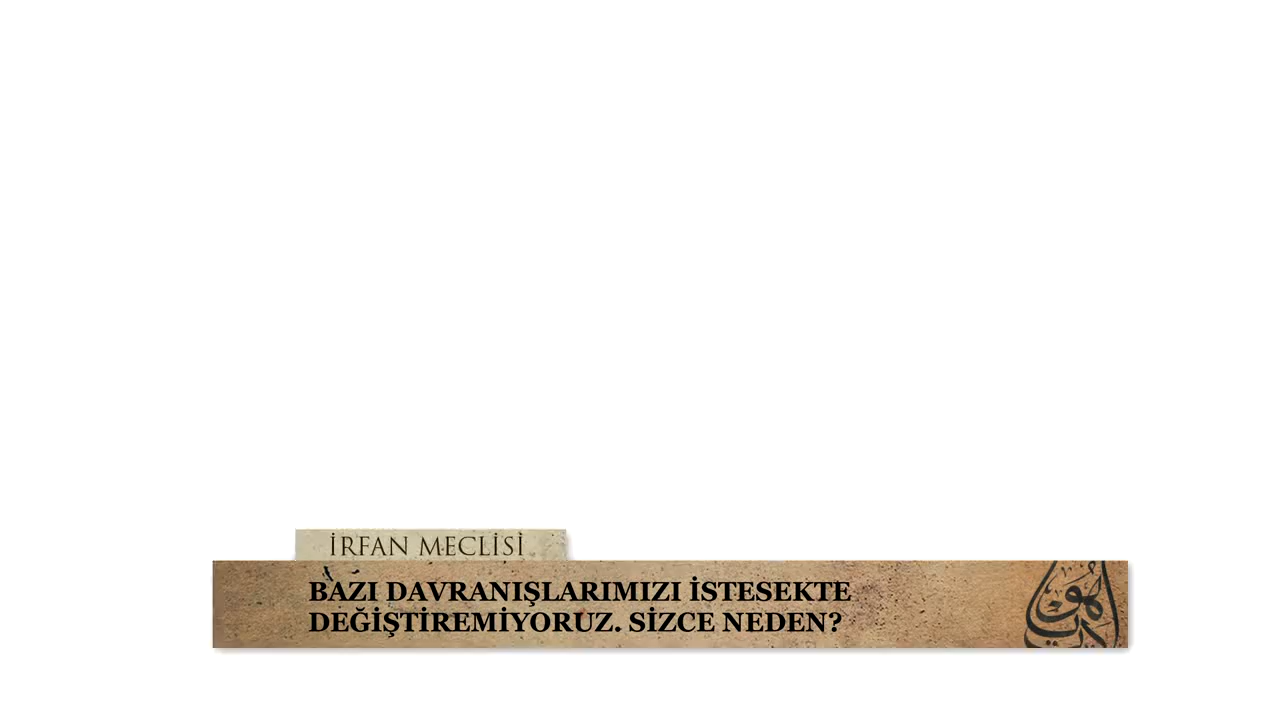 İRFAN MECLİSİ
BAZI DAVRANIŞLARIMIZI İSTESEKTE
DEĞİŞTİREMİYORUZ. SİZCE NEDEN?